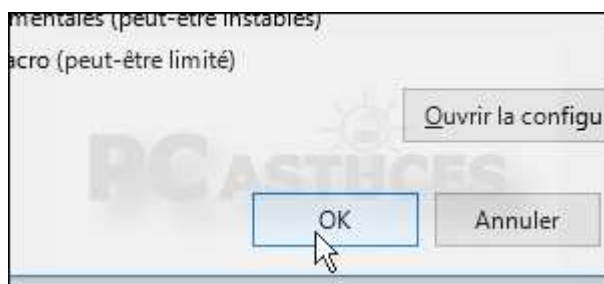 mentales (peut-être instables)
acro (peut-être limité)
Ouvrir la configu
PC ASTUCES
OK Annuler